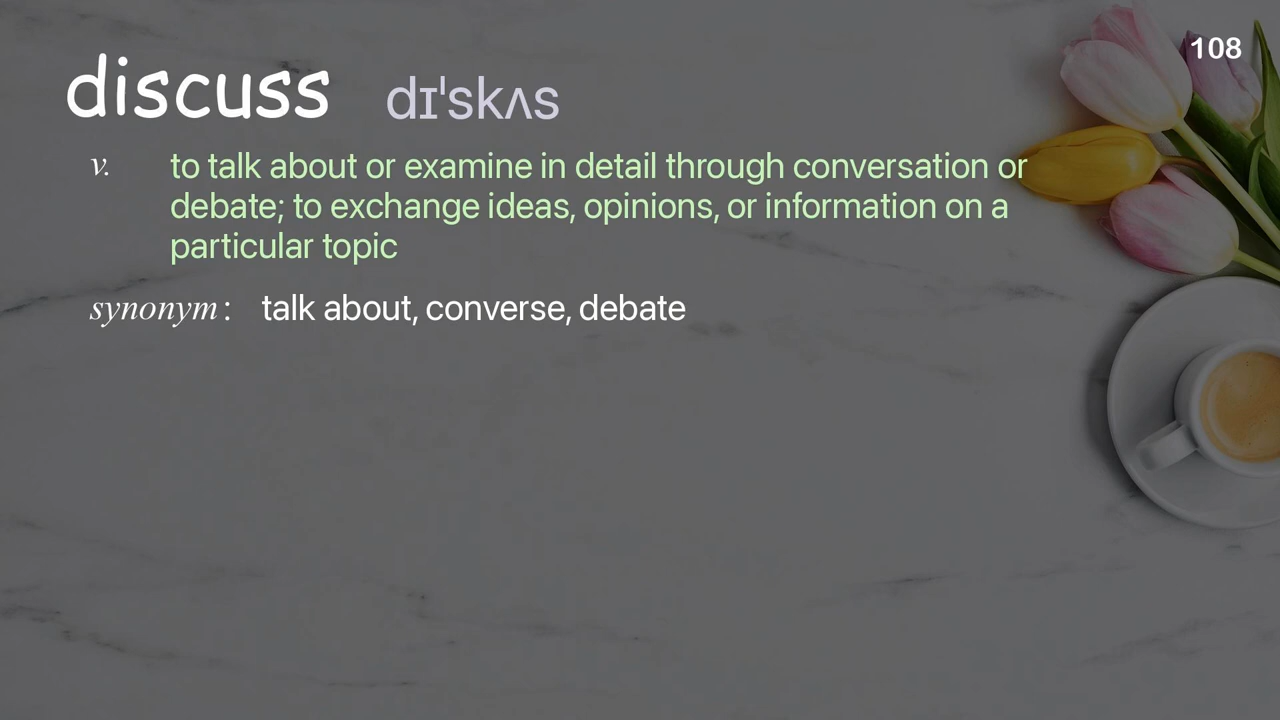 108
discuss dɪˈskʌs
v. to talk about or examine in detail through conversation or
debate; to exchange ideas, opinions, or information on a
particular topic
synonym : talk about, converse, debate